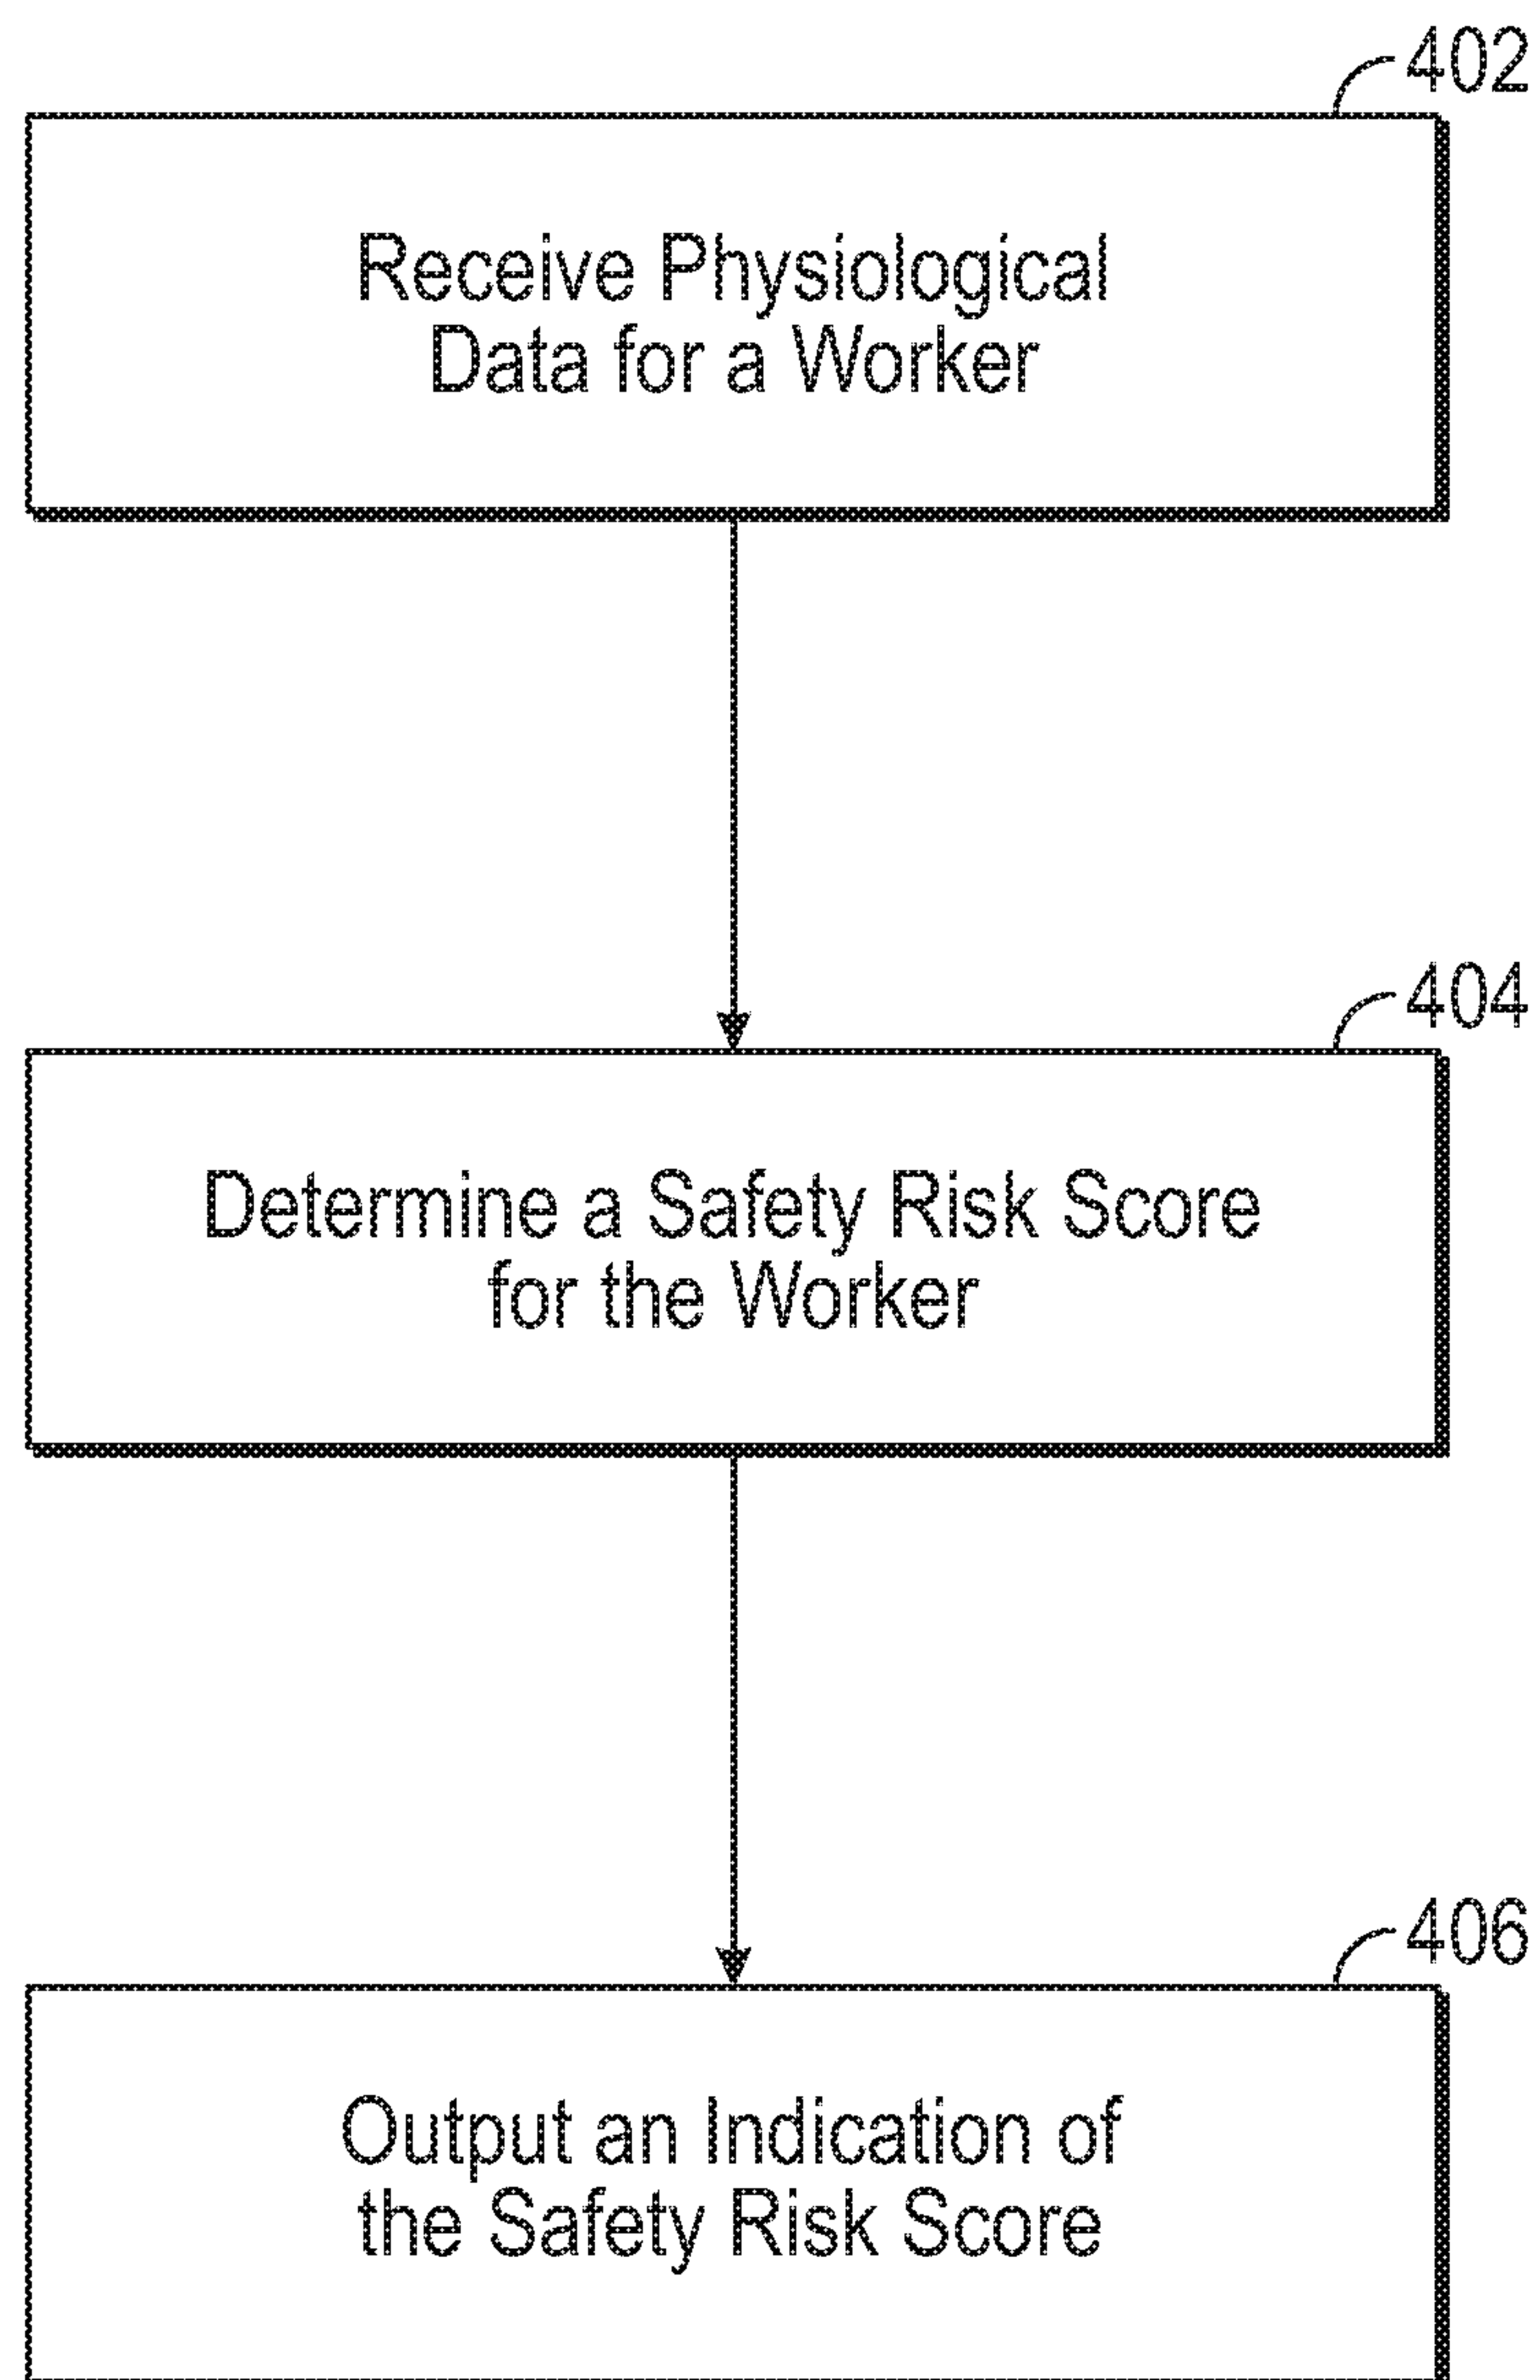 402
Receive Physiological
Data for a Worker
404
Determine a Safety Risk Score
for the Worker
406
Output an Indication of
the Safety Risk Score